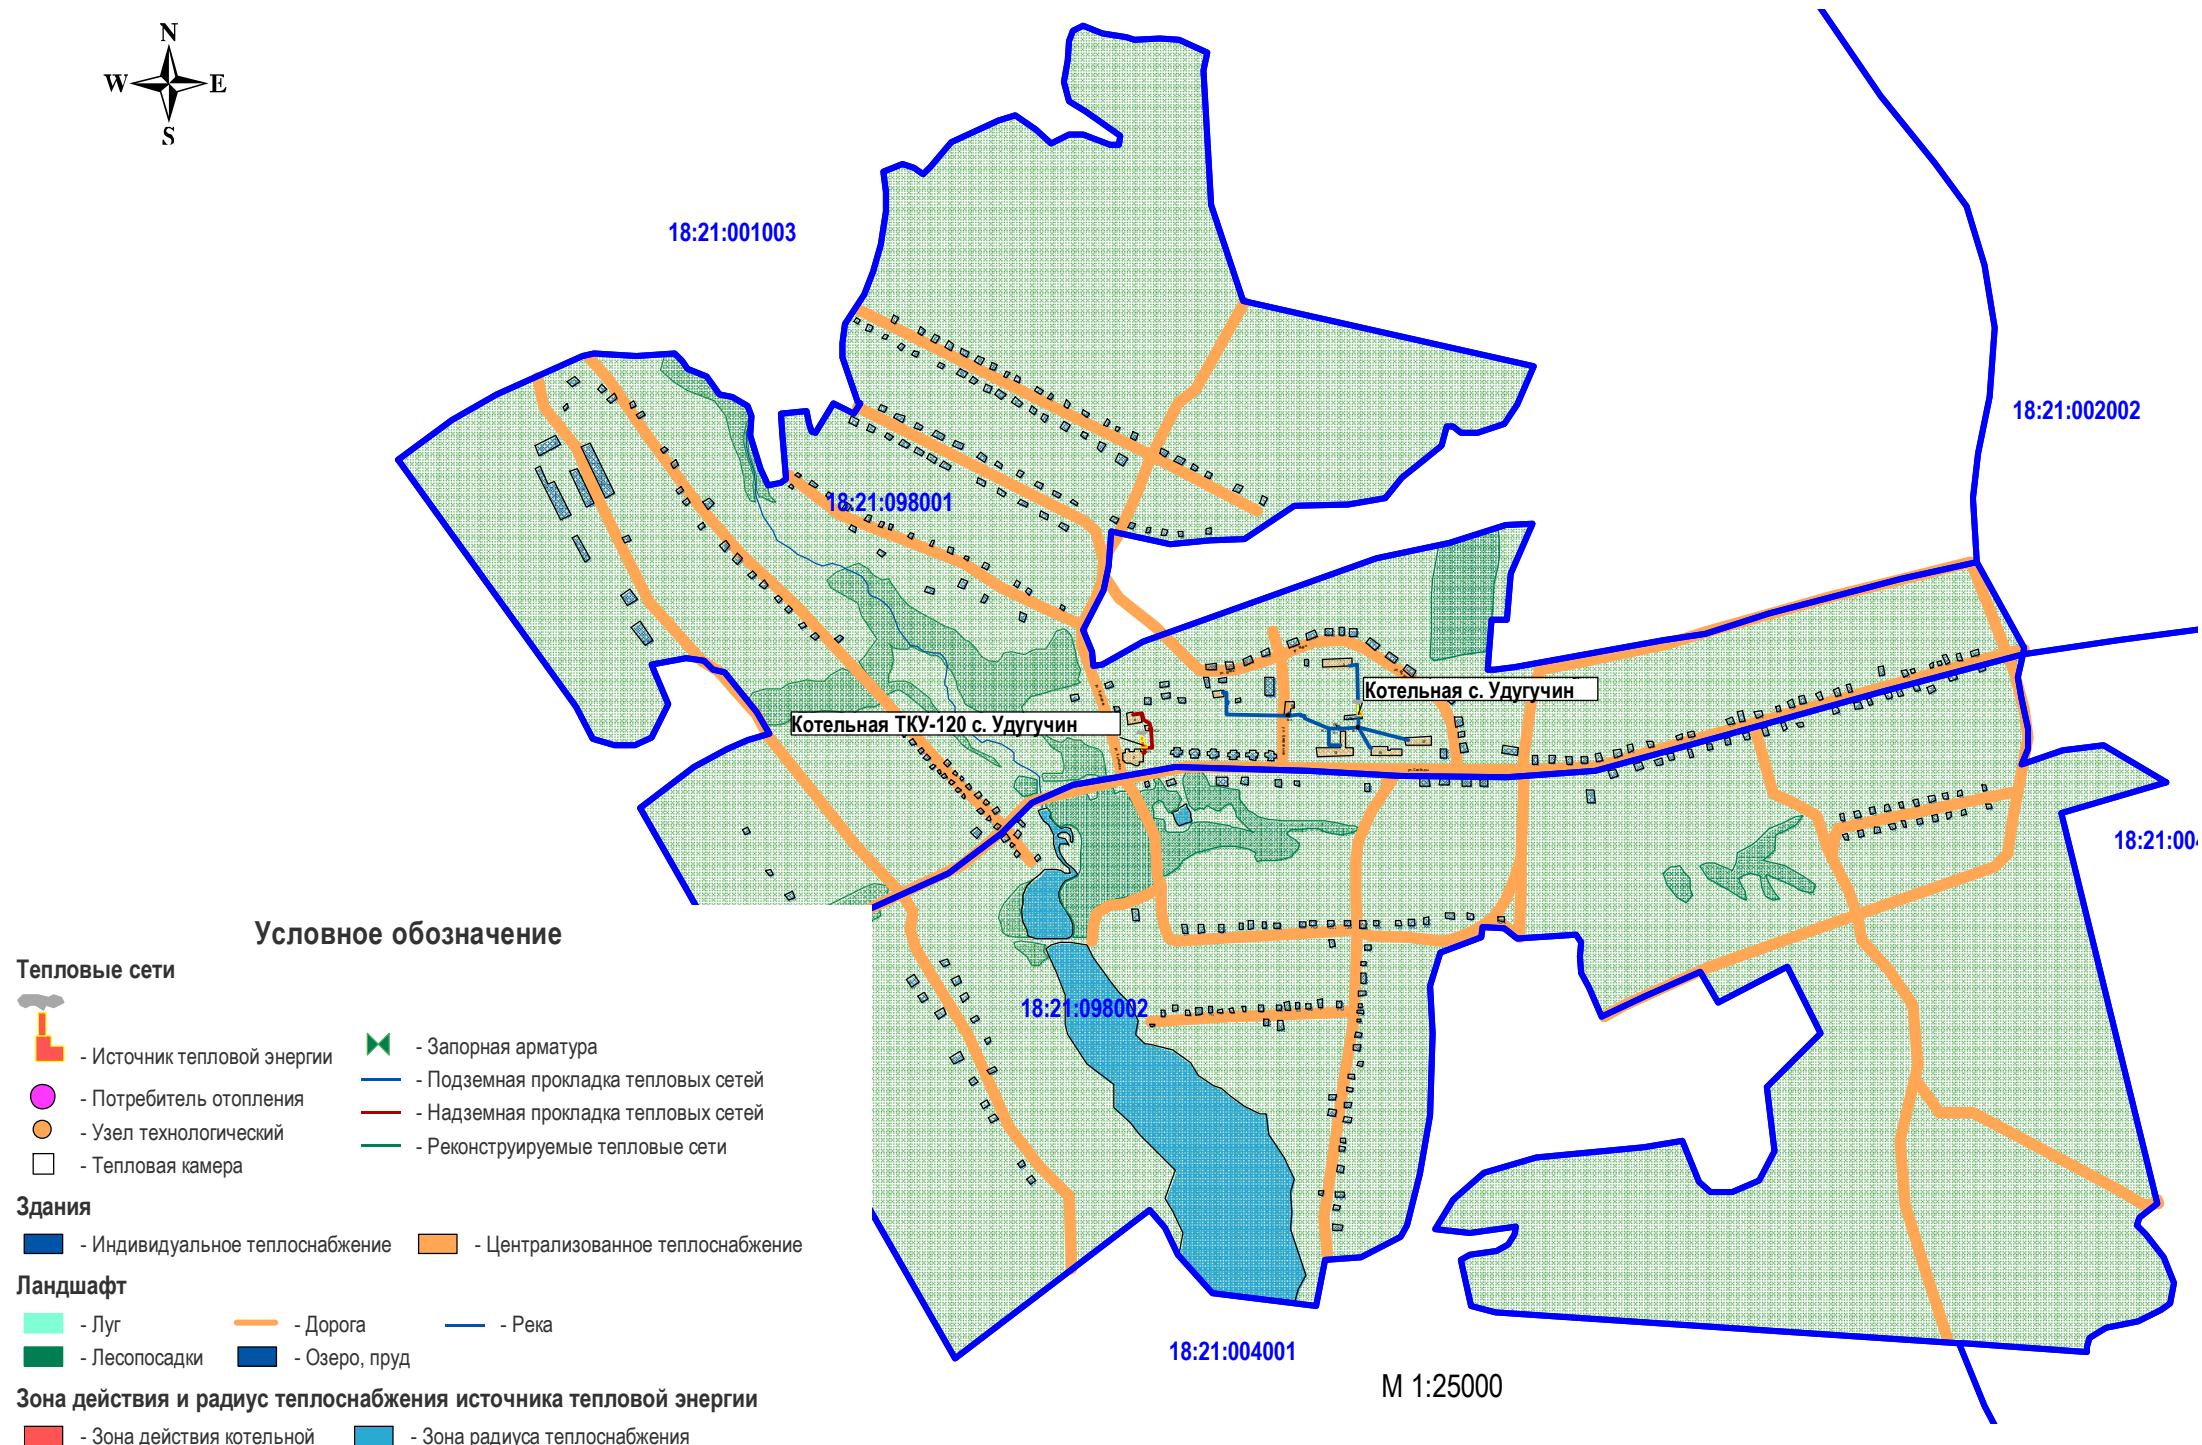 N
W E
S
18:21:001003
18:21:002002
18:21:098001
Котельная с. Удугучин
Котельная ТКУ-120 с. Удугучин
18:21:004
18:21:098002
18:21:004001
М 1:25000
Условное обозначение
Тепловые сети
- Источник тепловой энергии
- Потребитель отопления
- Узел технологический
- Тепловая камера
- Запорная арматура
- Подземная прокладка тепловых сетей
- Надземная прокладка тепловых сетей
- Реконструируемые тепловые сети
Здания
- Индивидуальное теплоснабжение - Централизованное теплоснабжение
Ландшафт
- Луг - Дорога - Река
- Лесопосадки - Озеро, пруд
Зона действия и радиус теплоснабжения источника тепловой энергии
- Зона действия котельной - Зона радиуса теплоснабжения